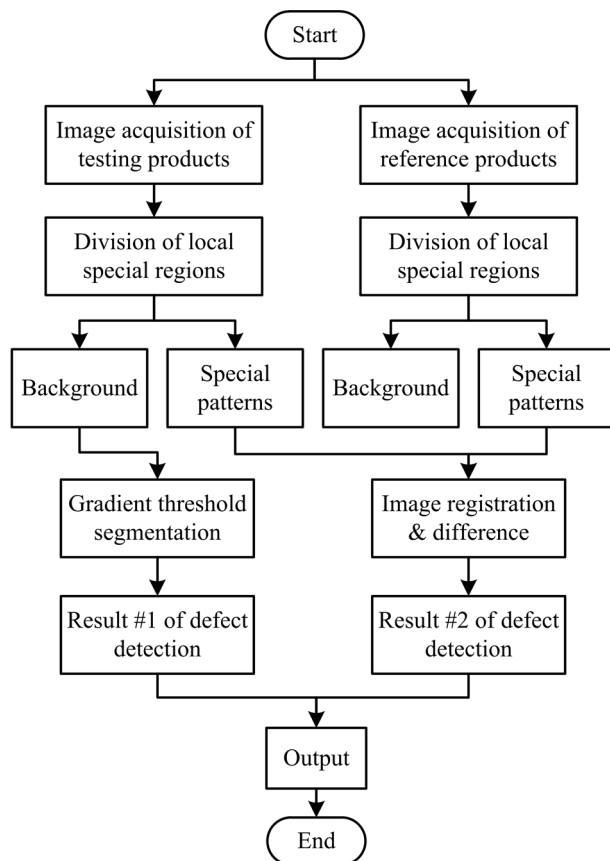 Start
Image acquisition of
testing products
Image acquisition of
reference products
Division of local
special regions
Division of local
special regions
Background
Special
patterns
Background
Special
patterns
Gradient threshold
segmentation
Image registration
& difference
Result #1 of defect
detection
Result #2 of defect
detection
Output
End